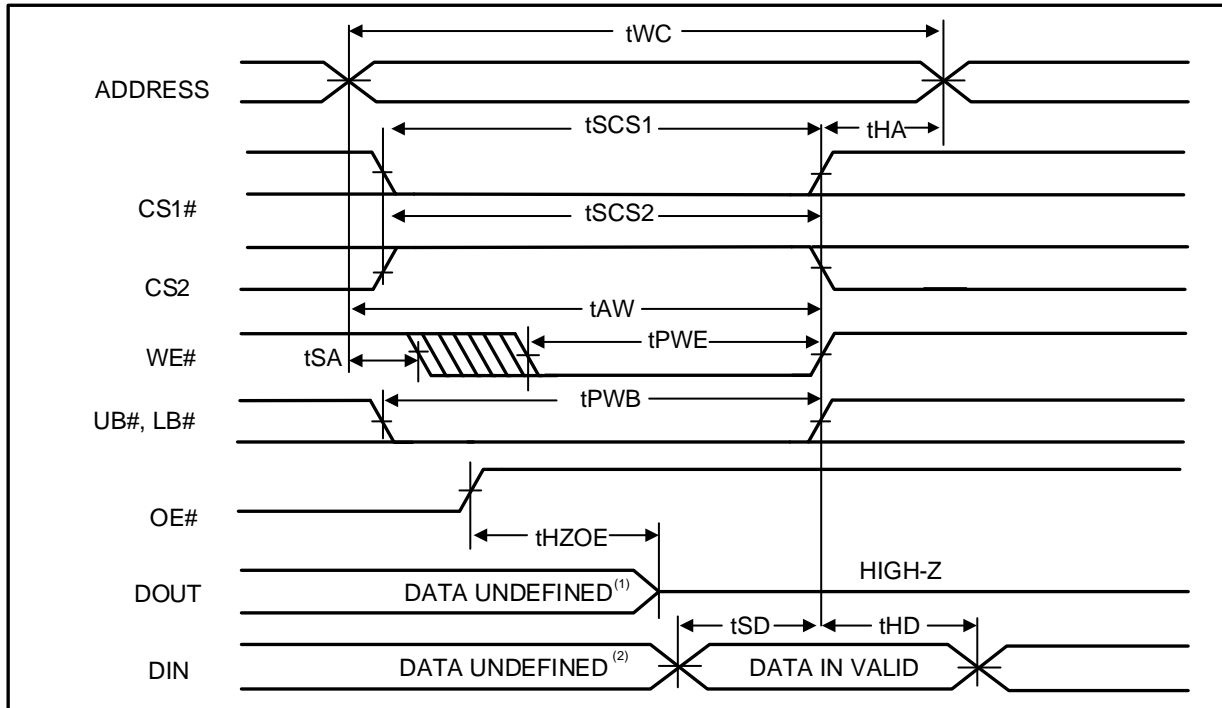 tWC
ADDRESS
tSCS1
tHA
CS1#
tSCS2
CS2
tAW
WE#
tSA
tPWE
UB#, LB#
tPWB
OE#
tHZOE
DOUT
DATA UNDEFINED(1)
HIGH-Z
tSD
tHD
DIN
DATA UNDEFINED (2)
DATA IN VALID